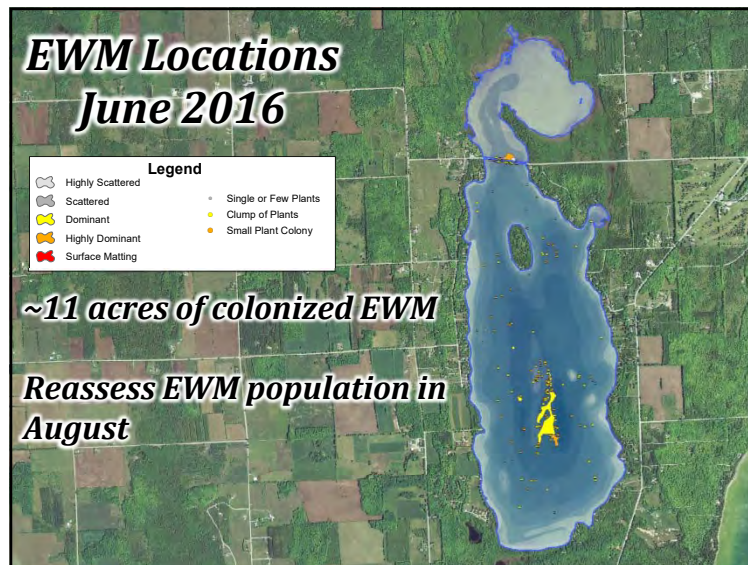 EWM Locations
June 2016
Legend
Highly Scattered
Scattered
Dominant
Highly Dominant
Surface Matting
Single or Few Plants
Clump of Plants
Small Plant Colony
~11 acres of colonized EWM
Reassess EWM population in
August